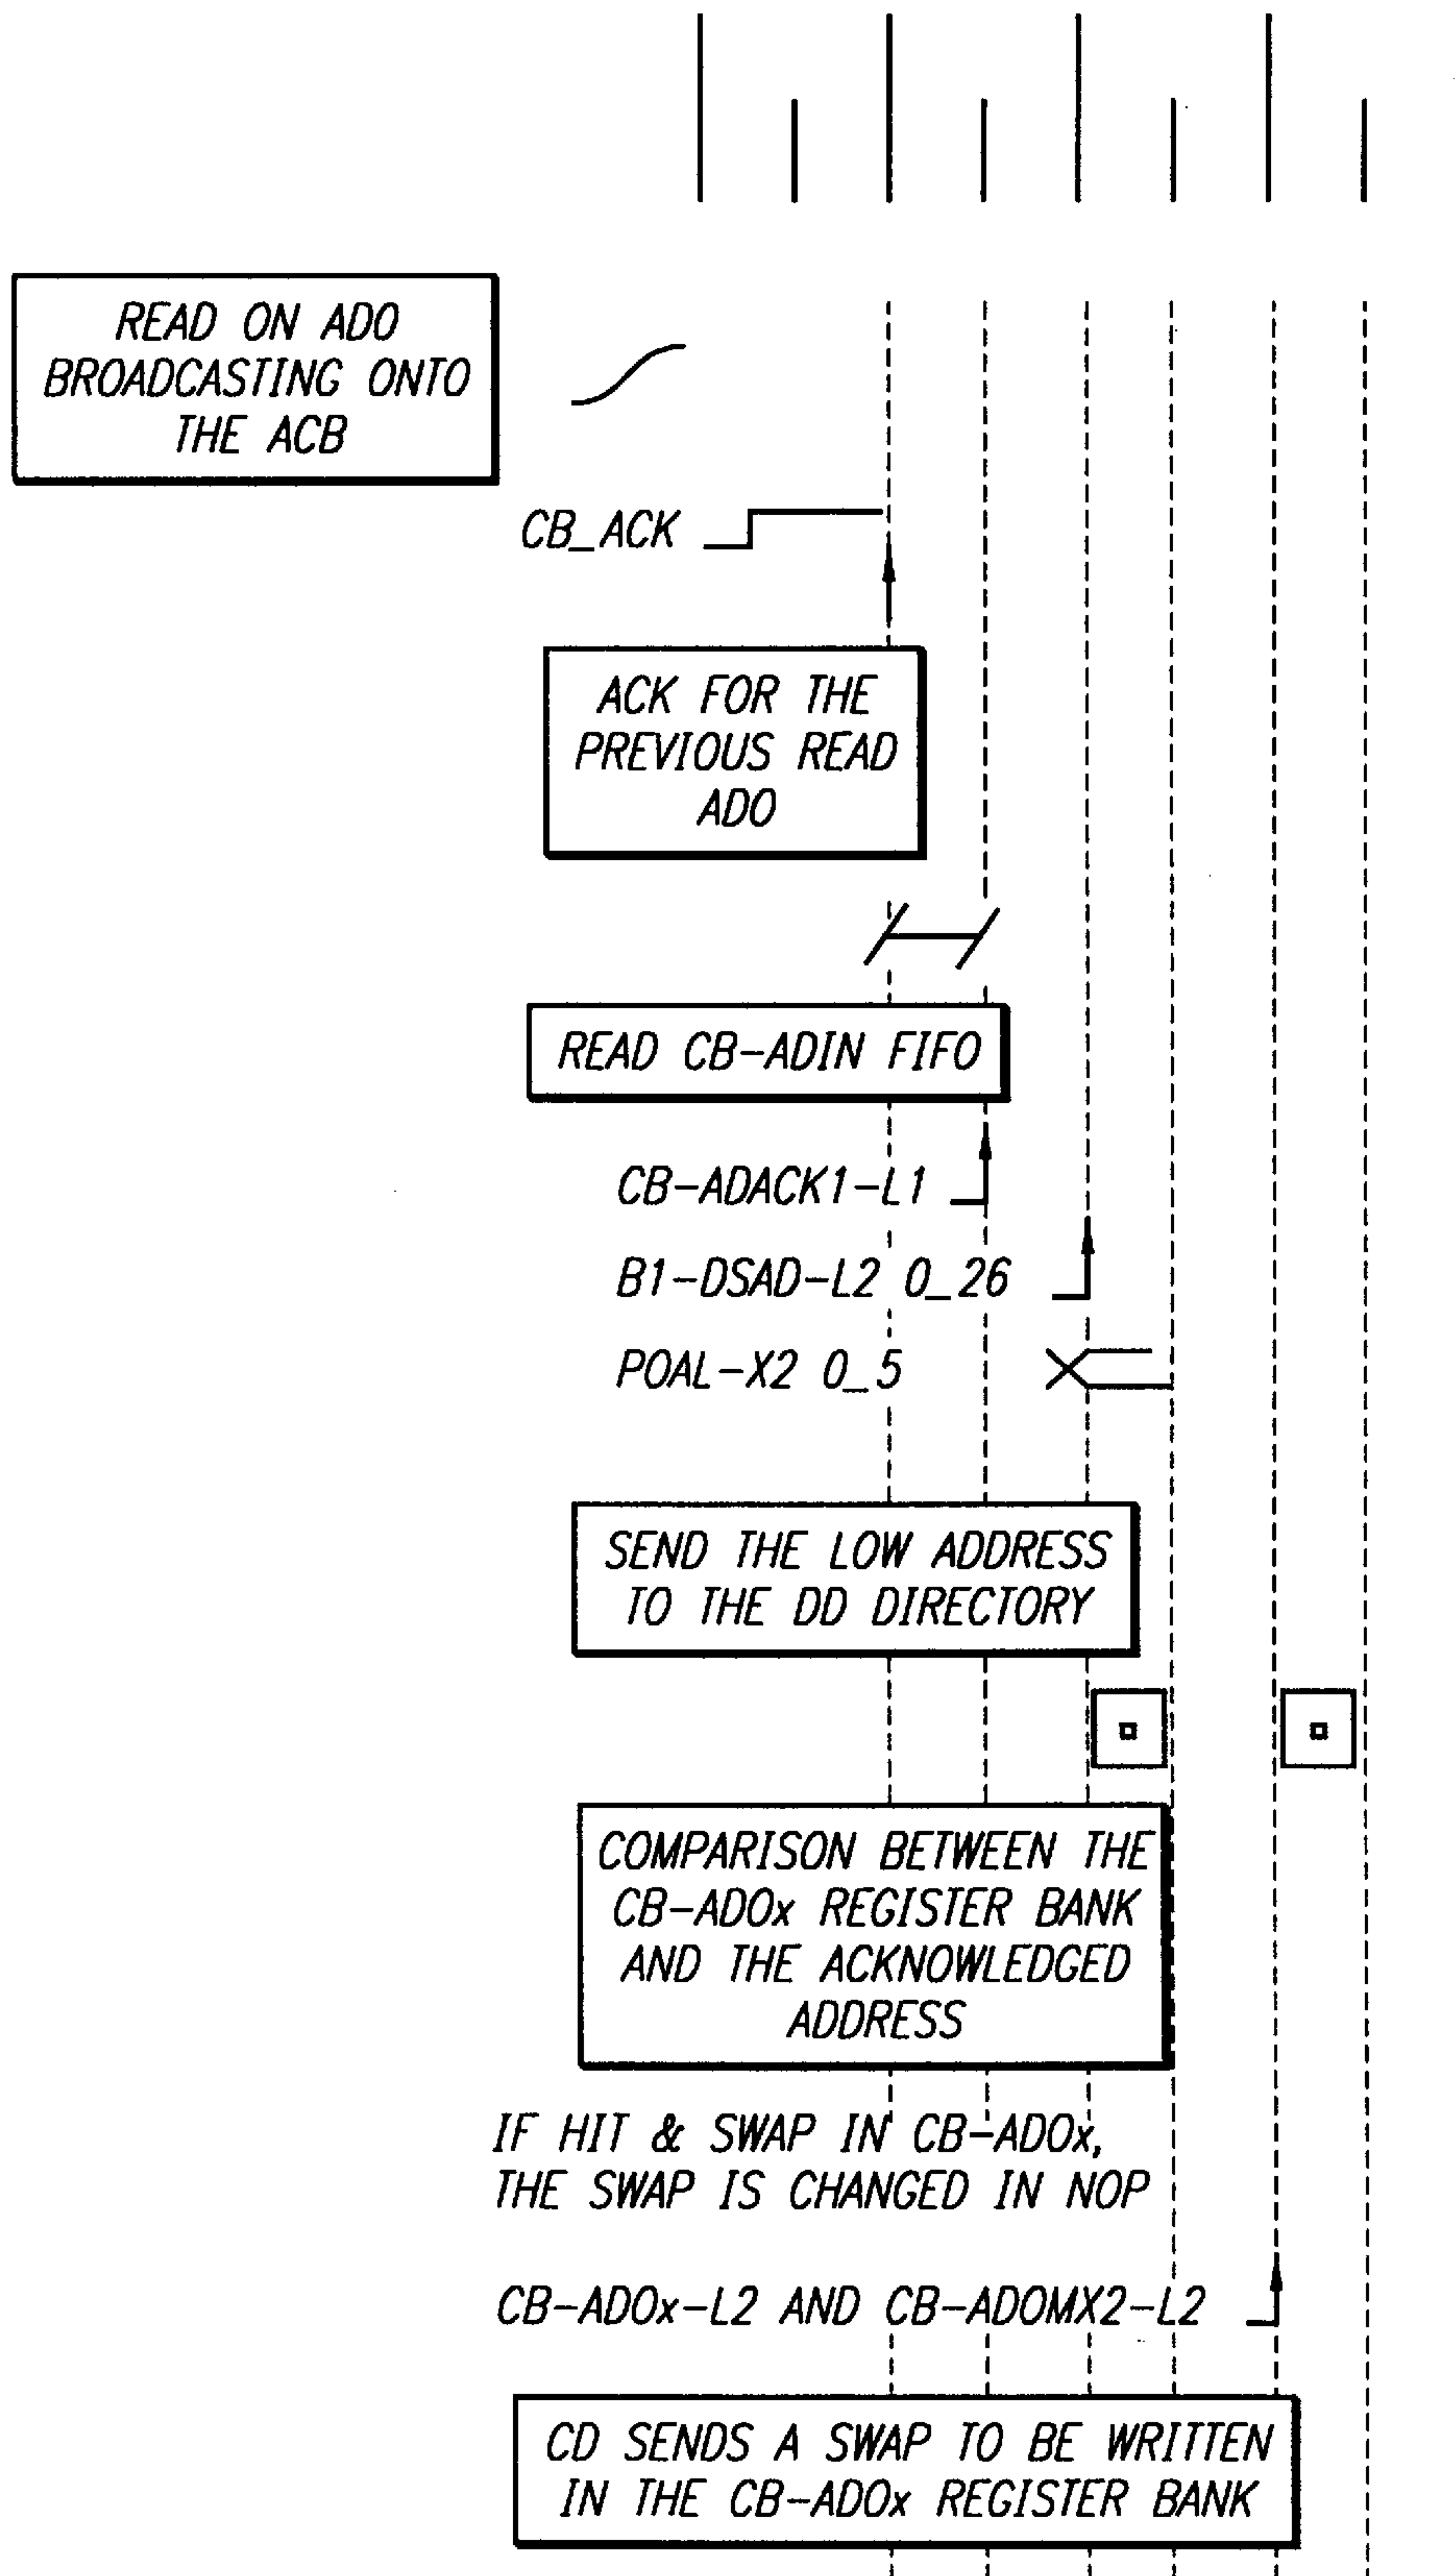 READ ON ADO
BROADCASTING ONTO
THE ACB
CB_ACK
ACK FOR THE
PREVIOUS READ
ADO
READ CB-ADIN FIFO
CB-ADACK1-L1
B1-DSAD-L2 0_26
POAL-X2 0_5
SEND THE LOW ADDRESS
TO THE DD DIRECTORY
COMPARISON BETWEEN THE
CB-ADOx REGISTER BANK
AND THE ACKNOWLEDGED
ADDRESS
IF HIT & SWAP IN CB-ADOx,
THE SWAP IS CHANGED IN NOP
CB-ADOx-L2 AND CB-ADOMX2-L2
CD SENDS A SWAP TO BE WRITTEN
IN THE CB-ADOx REGISTER BANK